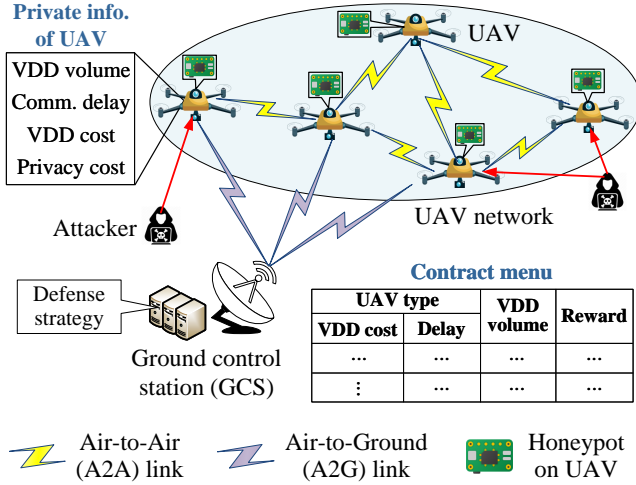 Private info.
of UAV
VDD volume
Comm. delay
VDD cost
Privacy cost
UAV
Attacker
UAV network
Defense
strategy
Ground control
station (GCS)
Contract menu
UAV type
VDD
volume
Reward
VDD cost
Delay
... ... ... ...
⋮ ... ... ...
Air-to-Air
(A2A) link
Air-to-Ground
(A2G) link
Honeypot
on UAV